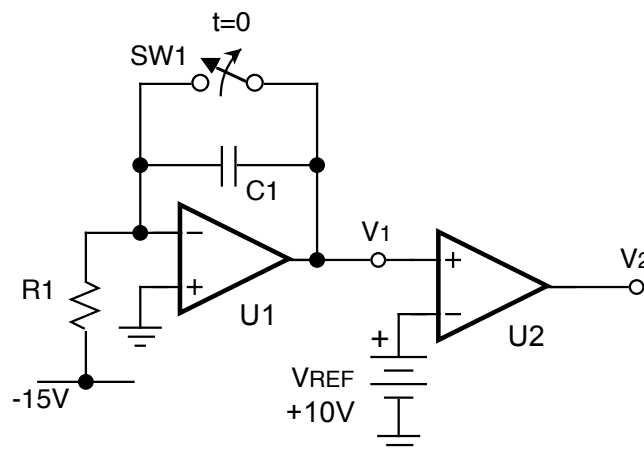 t=0
SW1
C1
V1
V2
−
+
+
−
R1
U1
U2
+
VREF
+10V
-15V